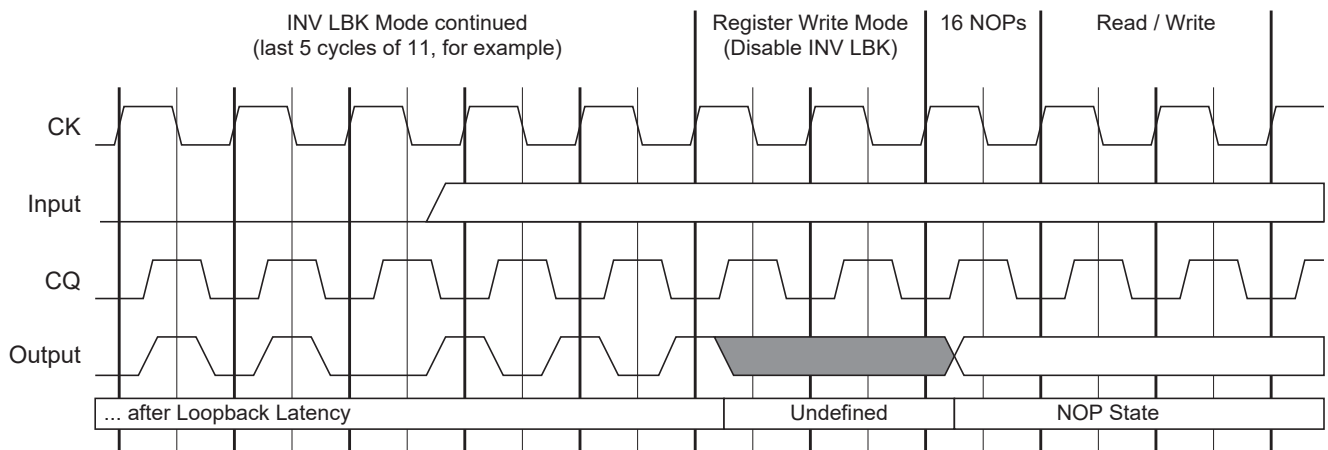 INV LBK Mode continued
(last 5 cycles of 11, for example)
Register Write Mode
(Disable INV LBK)
16 NOPs
Read / Write
CK
Input
CQ
Output
... after Loopback Latency
Undefined
NOP State